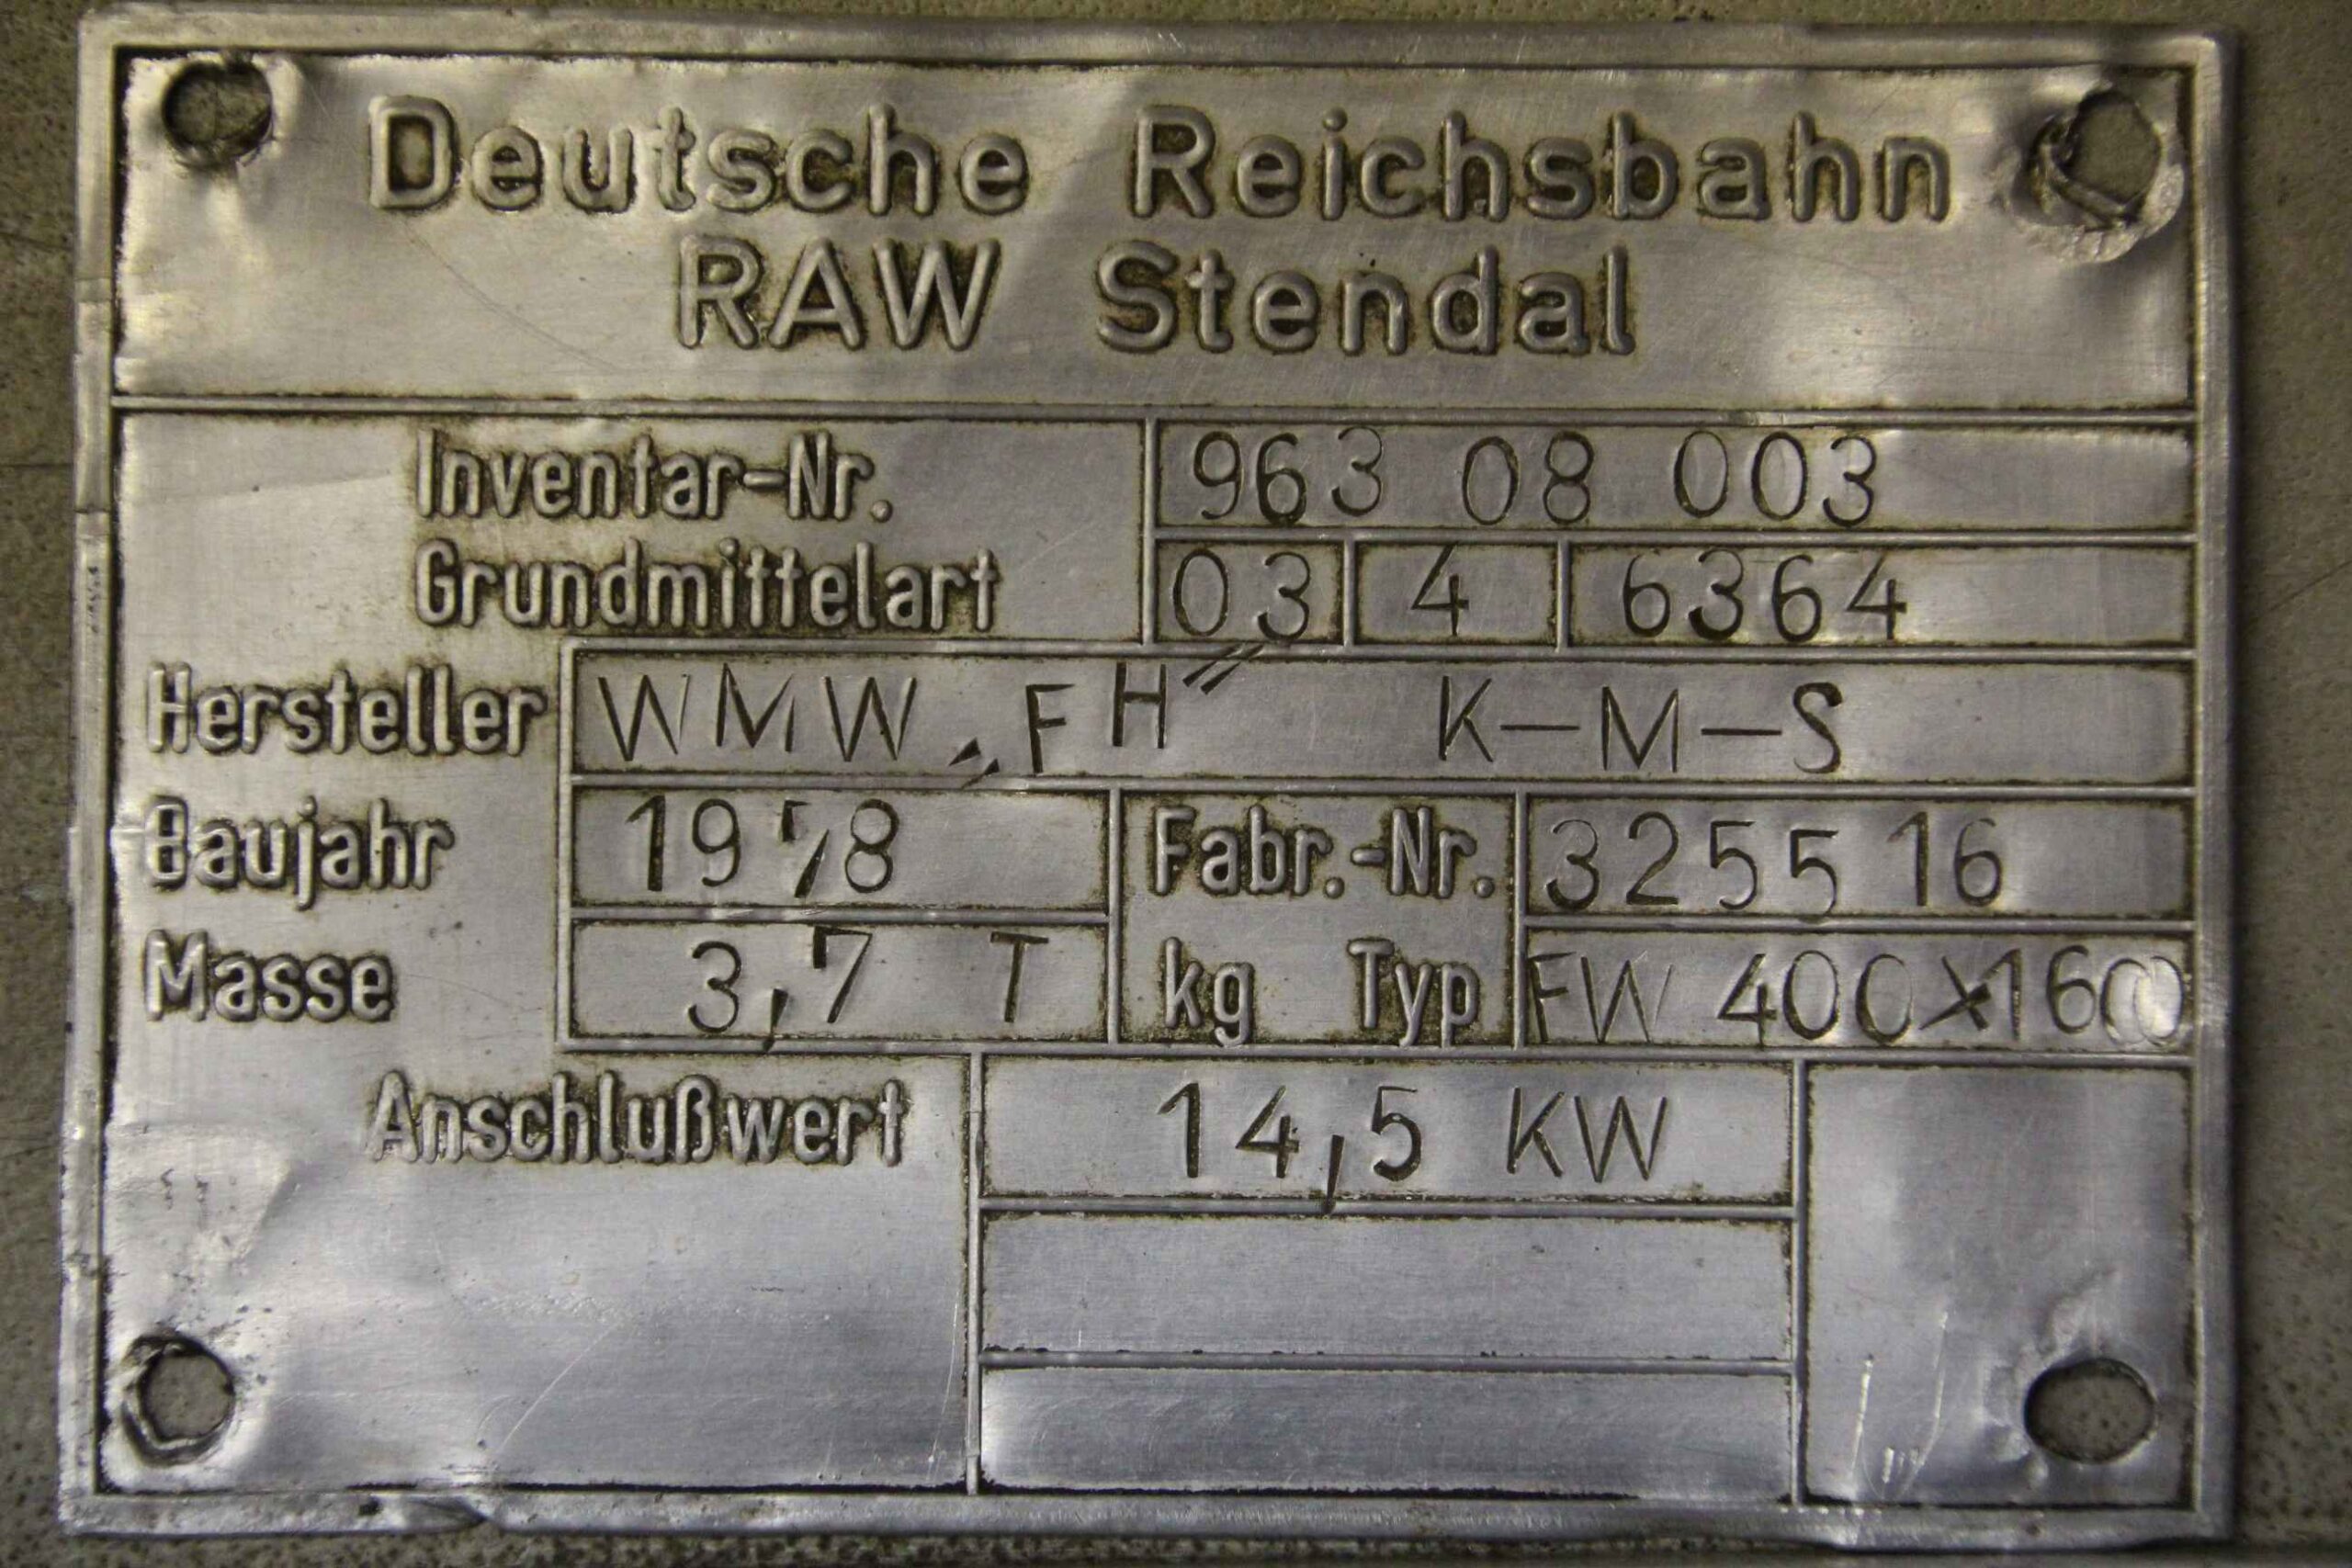 Deutsche Reichsbahn
RAW Stendal
Inventar-Nr. 963 08 003
Grundmittelart 03 4 6364
Hersteller WMW „FH” K-M-S
Baujahr 1978 Fabr.-Nr. 325516
Masse 3,7 T kg Typ FW 400×1600
Anschlußwert 14,5 KW